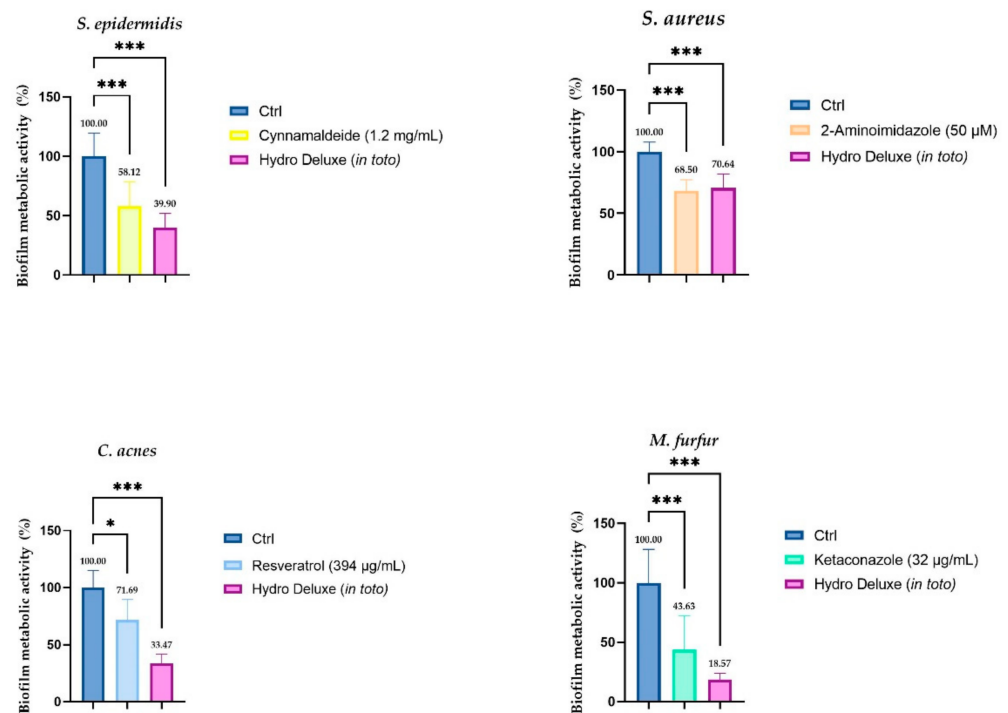 S. epidermidis
***
***
Biofilm metabolic activity (%)
150
100
50
0
100.00
58.12
39.90
Ctrl
Cynnamaldeide (1.2 mg/mL)
Hydro Deluxe (in toto)
S. aureus
***
***
Biofilm metabolic activity (%)
150
100
50
0
100.00
68.50
70.64
Ctrl
2-Aminoimidazole (50 µM)
Hydro Deluxe (in toto)
C. acnes
***
*
Biofilm metabolic activity (%)
150
100
50
0
100.00
71.69
33.47
Ctrl
Resveratrol (394 µg/mL)
Hydro Deluxe (in toto)
M. furfur
***
***
Biofilm metabolic activity (%)
150
100
50
0
100.00
43.63
18.57
Ctrl
Ketaconazole (32 µg/mL)
Hydro Deluxe (in toto)